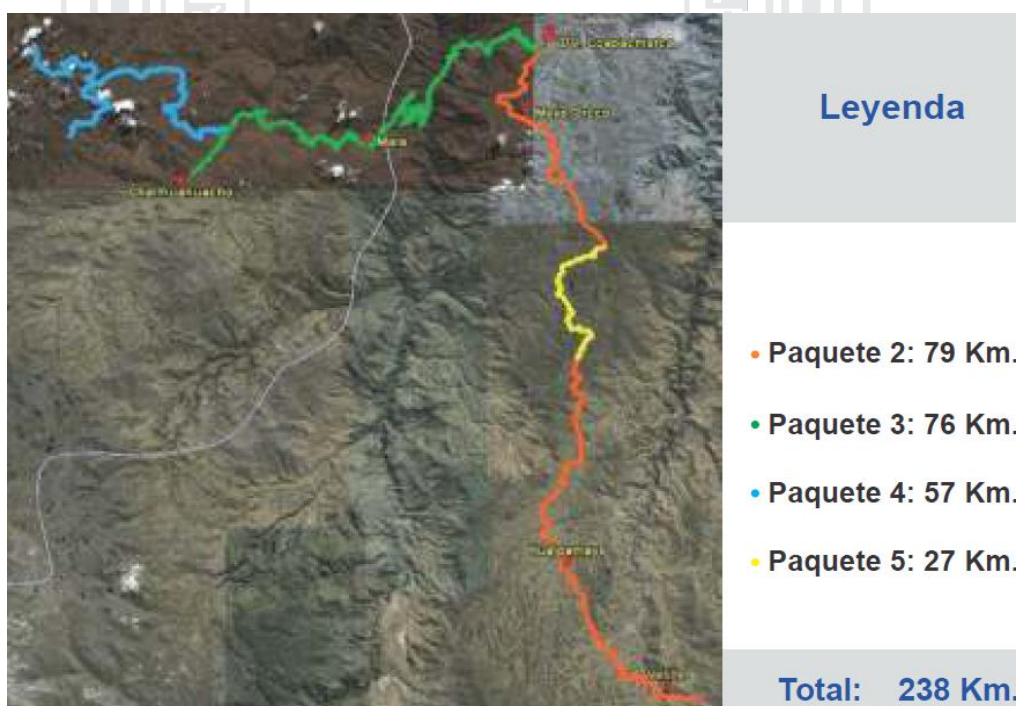 Mara
Leyenda
• Paquete 2: 79 Km.
• Paquete 3: 76 Km.
• Paquete 4: 57 Km.
• Paquete 5: 27 Km.
Total: 238 Km.